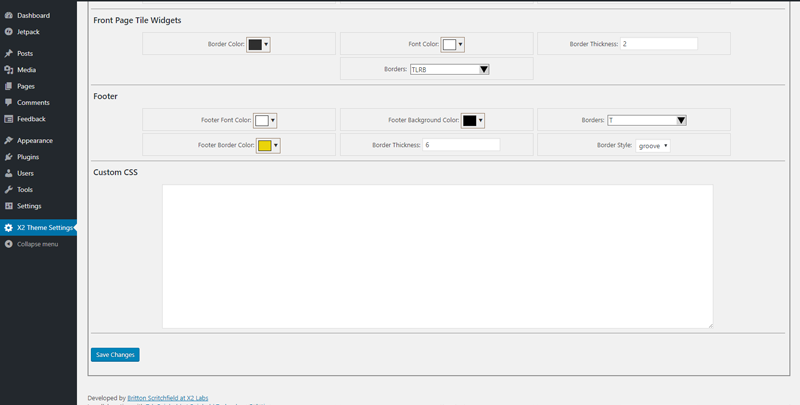 Dashboard
Jetpack
Posts
Media
Pages
Comments
Feedback
Appearance
Plugins
Users
Tools
Settings
X2 Theme Settings
Collapse menu
Front Page Tile Widgets
Border Color:
Font Color:
Border Thickness: 2
Borders: TLRB
Footer
Footer Font Color:
Footer Background Color:
Borders: T
Footer Border Color:
Border Thickness: 6
Border Style: groove
Custom CSS
Save Changes
Developed by Britton Scritchfield at X2 Labs